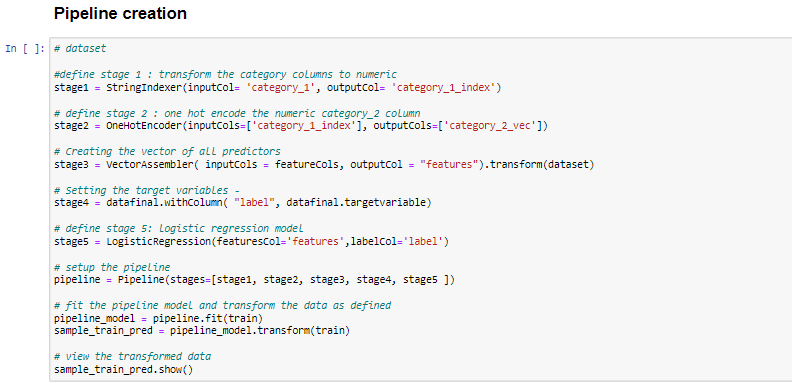 Pipeline creation
In [ ]: # dataset
#define stage 1 : transform the category columns to numeric
stage1 = StringIndexer(inputCol= 'category_1', outputCol= 'category_1_index')
# define stage 2 : one hot encode the numeric category_2 column
stage2 = OneHotEncoder(inputCols=['category_1_index'], outputCols=['category_2_vec'])
# Creating the vector of all predictors
stage3 = VectorAssembler( inputCols = featureCols, outputCol = "features").transform(dataset)
# Setting the target variables -
stage4 = datafinal.withColumn( "label", datafinal.targetvariable)
# define stage 5: logistic regression model
stage5 = LogisticRegression(featuresCol='features',labelCol='label')
# setup the pipeline
pipeline = Pipeline(stages=[stage1, stage2, stage3, stage4, stage5 ])
# fit the pipeline model and transform the data as defined
pipeline_model = pipeline.fit(train)
sample_train_pred = pipeline_model.transform(train)
# view the transformed data
sample_train_pred.show()